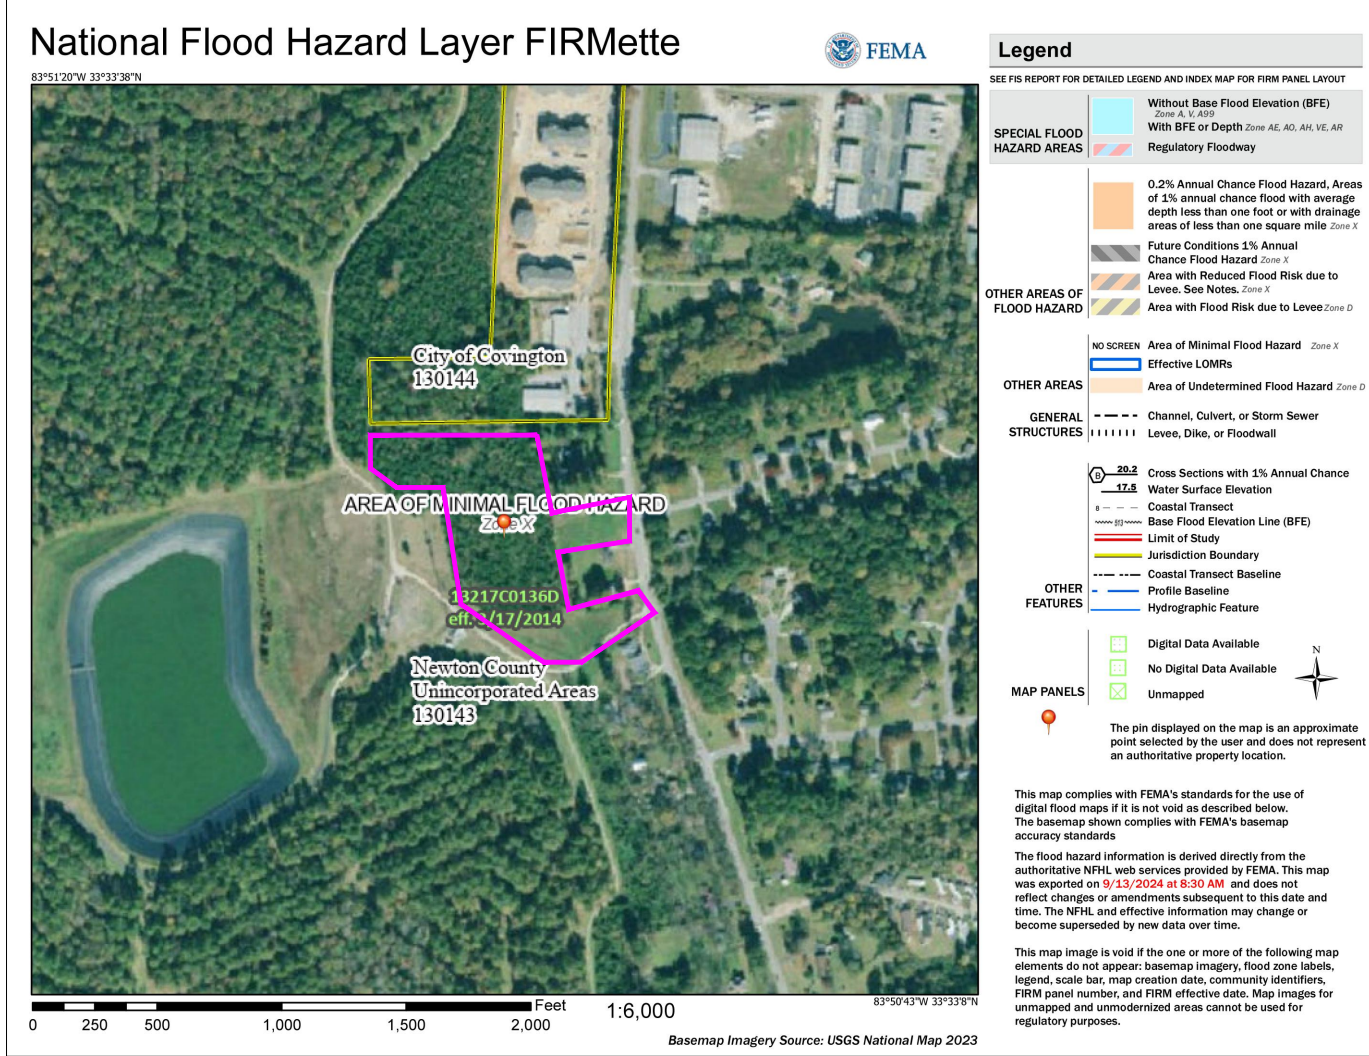 National Flood Hazard Layer FIRMette
FEMA
83°51'20"W 33°33'38"N
City of Covington
130144
AREA OF MINIMAL FLOOD HAZARD
Zone X
13217C0136D
eff. /17/2014
Newton County
Unincorporated Areas
130143
83°50'43"W 33°33'8"N
Feet
1:6,000
0 250 500 1,000 1,500 2,000
Basemap Imagery Source: USGS National Map 2023
Legend
SEE FIS REPORT FOR DETAILED LEGEND AND INDEX MAP FOR FIRM PANEL LAYOUT
SPECIAL FLOOD
HAZARD AREAS
Without Base Flood Elevation (BFE)
Zone A, V, A99
With BFE or Depth Zone AE, AO, AH, VE, AR
Regulatory Floodway
OTHER AREAS OF
FLOOD HAZARD
0.2% Annual Chance Flood Hazard, Areas
of 1% annual chance flood with average
depth less than one foot or with drainage
areas of less than one square mile Zone X
Future Conditions 1% Annual
Chance Flood Hazard Zone X
Area with Reduced Flood Risk due to
Levee. See Notes. Zone X
Area with Flood Risk due to Levee Zone D
OTHER AREAS
NO SCREEN Area of Minimal Flood Hazard Zone X
Effective LOMRs
Area of Undetermined Flood Hazard Zone D
GENERAL
STRUCTURES
Channel, Culvert, or Storm Sewer
Levee, Dike, or Floodwall
OTHER
FEATURES
B 20.2 Cross Sections with 1% Annual Chance
17.5 Water Surface Elevation
8 Coastal Transect
513 Base Flood Elevation Line (BFE)
Limit of Study
Jurisdiction Boundary
Coastal Transect Baseline
Profile Baseline
Hydrographic Feature
MAP PANELS
Digital Data Available
No Digital Data Available
Unmapped
N
The pin displayed on the map is an approximate
point selected by the user and does not represent
an authoritative property location.
This map complies with FEMA's standards for the use of
digital flood maps if it is not void as described below.
The basemap shown complies with FEMA's basemap
accuracy standards
The flood hazard information is derived directly from the
authoritative NFHL web services provided by FEMA. This map
was exported on 9/13/2024 at 8:30 AM and does not
reflect changes or amendments subsequent to this date and
time. The NFHL and effective information may change or
become superseded by new data over time.
This map image is void if the one or more of the following map
elements do not appear: basemap imagery, flood zone labels,
legend, scale bar, map creation date, community identifiers,
FIRM panel number, and FIRM effective date. Map images for
unmapped and unmodernized areas cannot be used for
regulatory purposes.